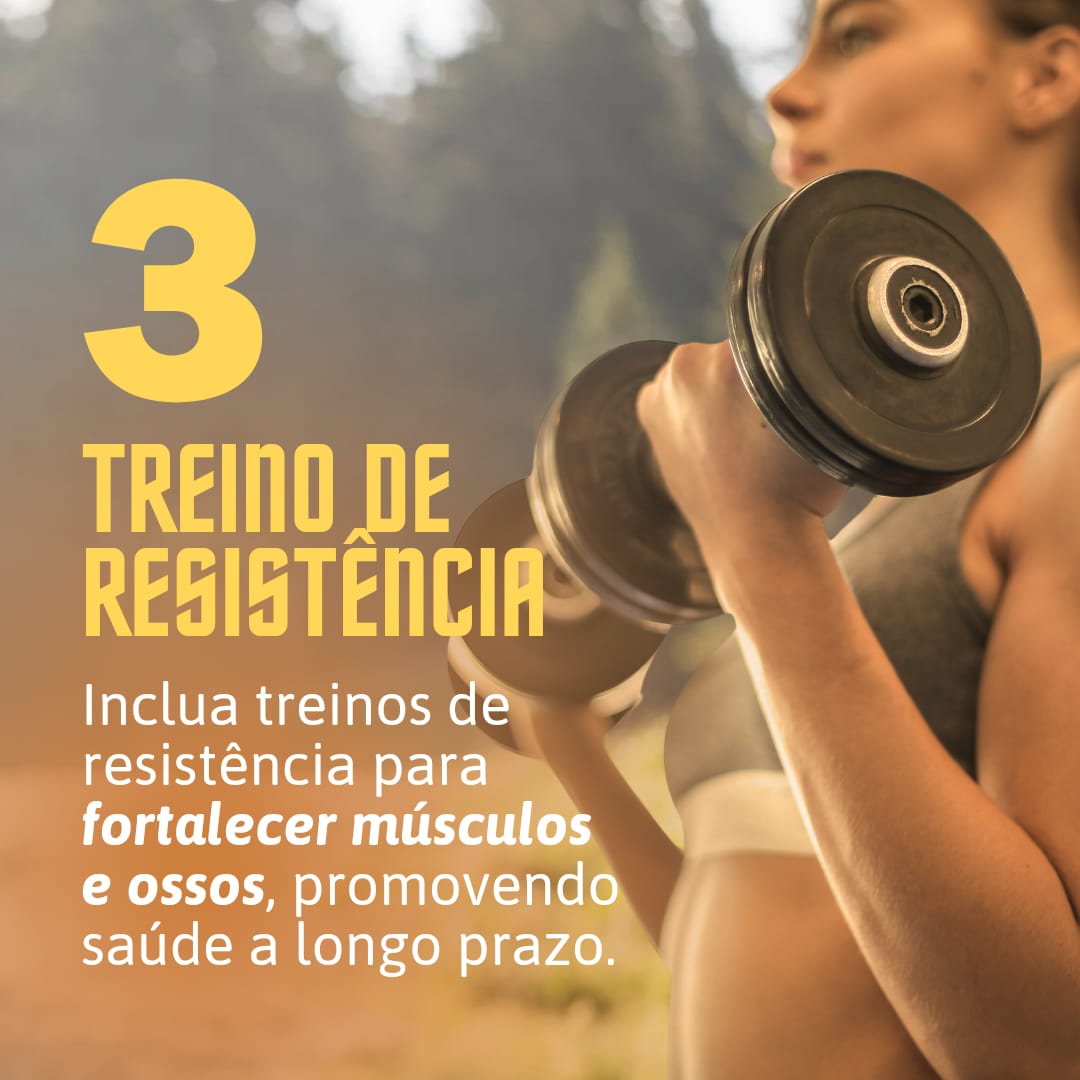 3
TREINO DE
RESISTÊNCIA
Inclua treinos de
resistência para
fortalecer músculos
e ossos, promovendo
saúde a longo prazo.